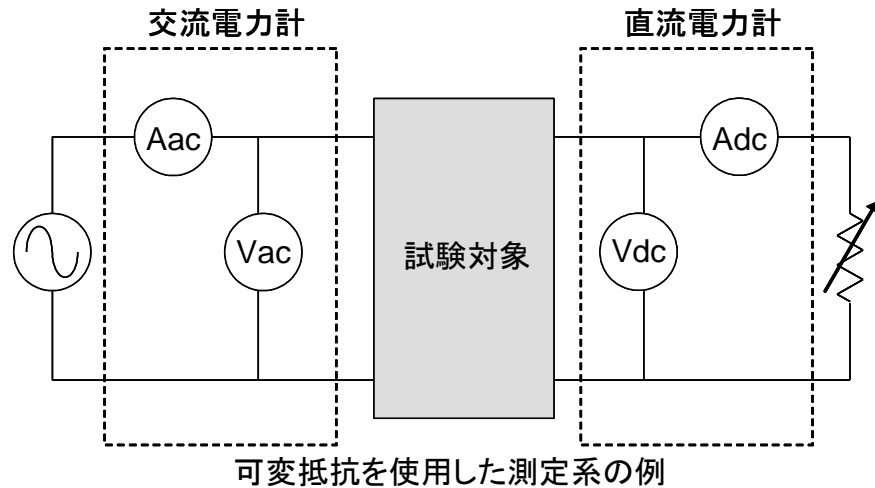 交流電力計
直流電力計
Aac
Adc
Vac
試験対象
Vdc
可変抵抗を使用した測定系の例